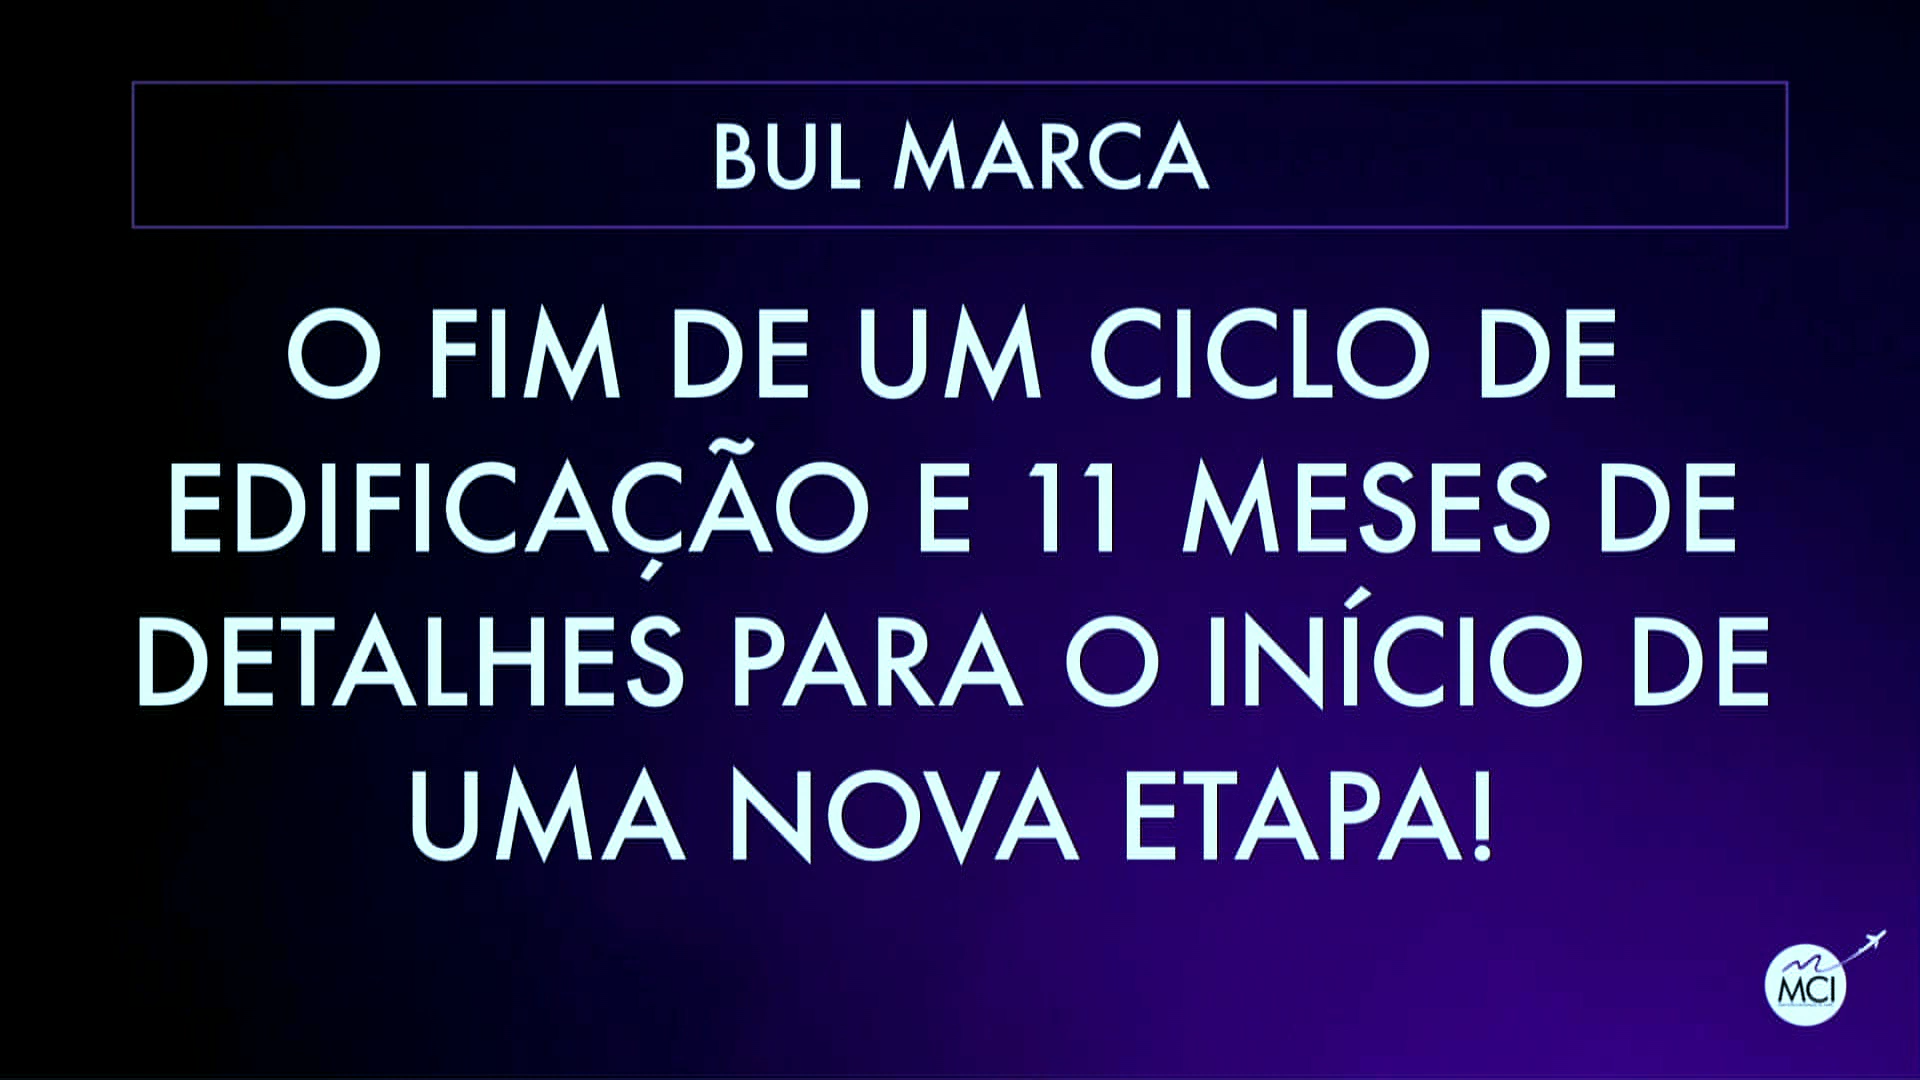 BUL MARCA
O FIM DE UM CICLO DE
EDIFICAÇÃO E 11 MESES DE
DETALHES PARA O INÍCIO DE
UMA NOVA ETAPA!
MCI